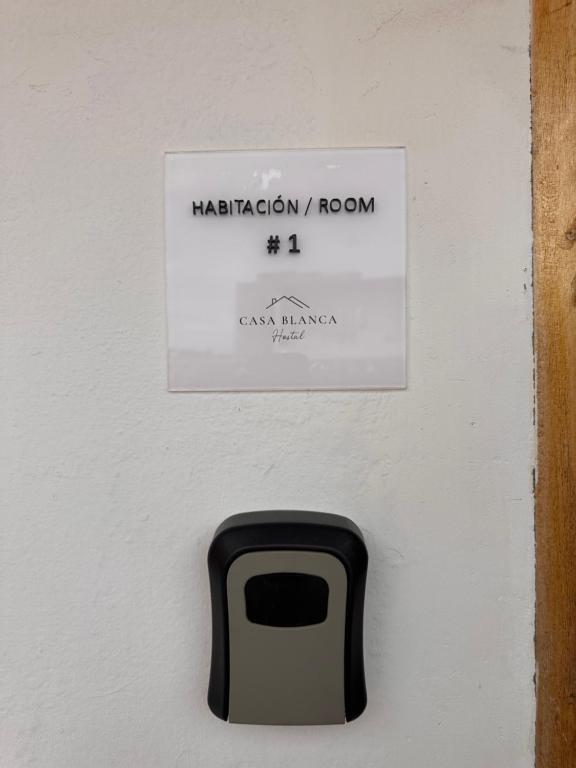 HABITACIÓN / ROOM
# 1
CASA BLANCA
Hostal